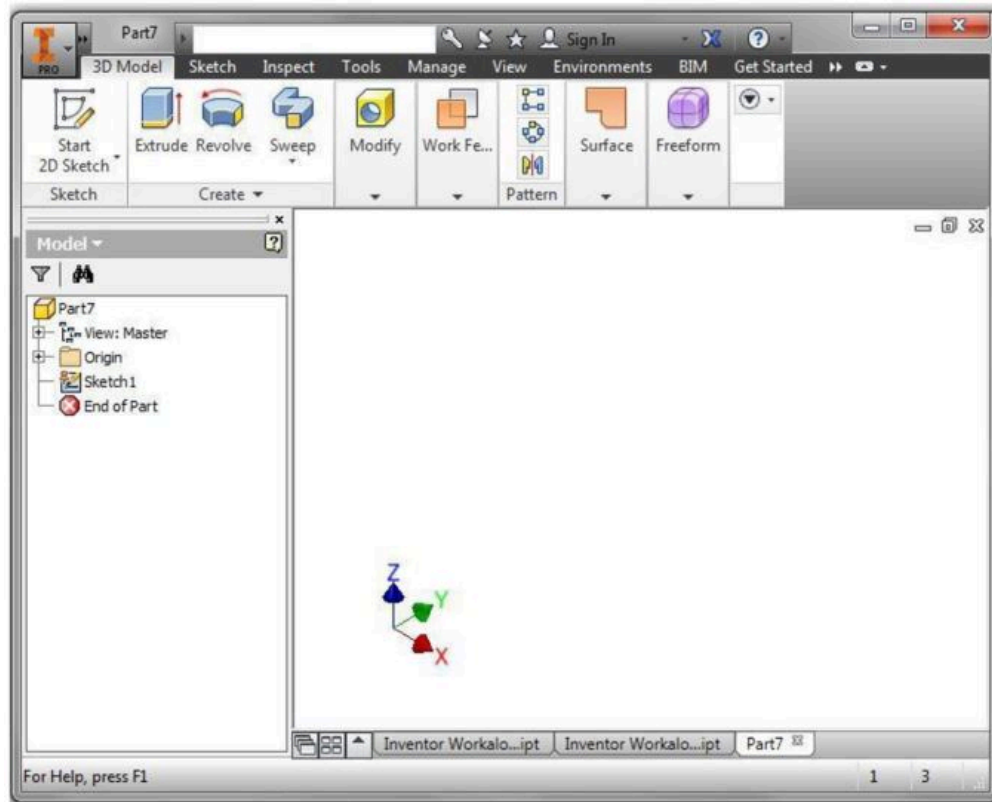 Part7
Sign In
PRO
3D Model Sketch Inspect Tools Manage View Environments BIM Get Started
Start
2D Sketch
Extrude Revolve Sweep Modify Work Fe... Surface Freeform
Sketch Create Pattern
Model
Part7
View: Master
Origin
Sketch1
End of Part
Z
Y
X
Inventor Workalo...ipt Inventor Workalo...ipt Part7
For Help, press F1 1 3